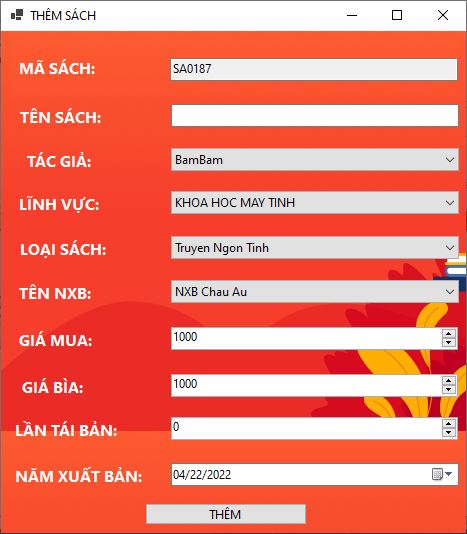 THÊM SÁCH
MÃ SÁCH: SA0187
TÊN SÁCH:
TÁC GIẢ: BamBam
LĨNH VỰC: KHOA HOC MAY TINH
LOẠI SÁCH: Truyen Ngon Tinh
TÊN NXB: NXB Chau Au
GIÁ MUA: 1000
GIÁ BÌA: 1000
LẦN TÁI BẢN: 0
NĂM XUẤT BẢN: 04/22/2022
THÊM